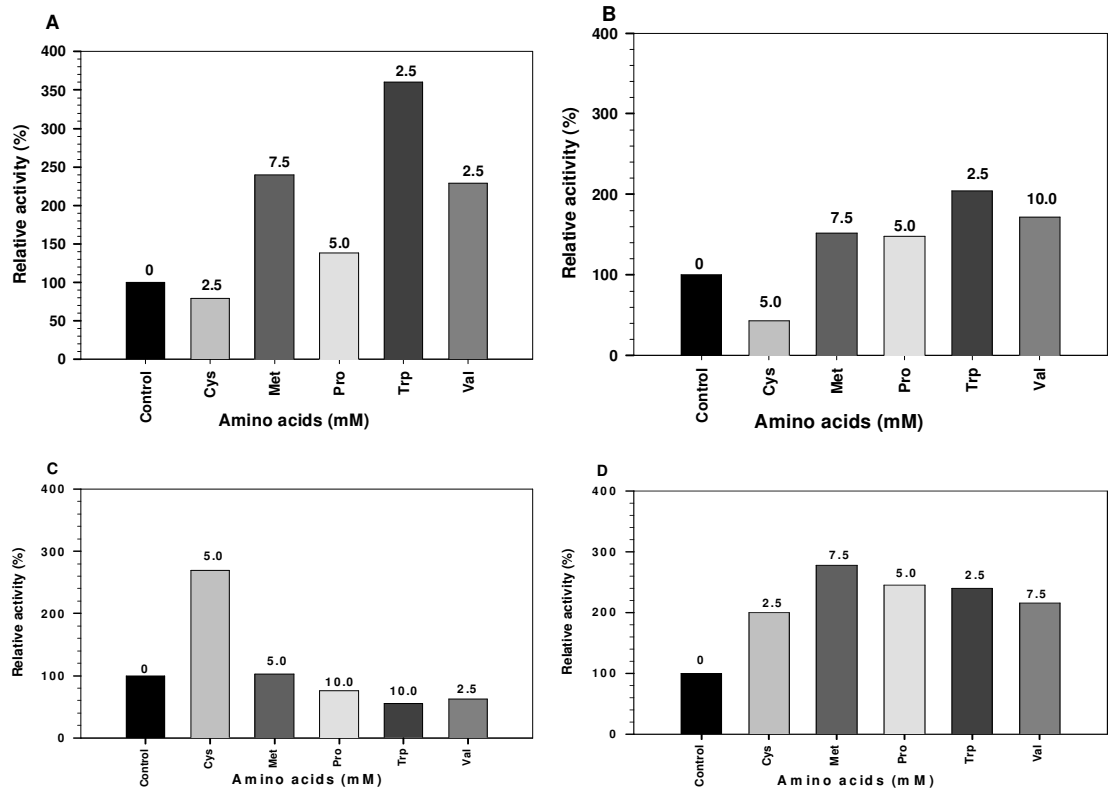 A
Relative activity (%)
400
350
300
250
200
150
100
50
0
0
2.5
7.5
5.0
2.5
2.5
Control
Cys
Met
Pro
Trp
Val
Amino acids (mM)
B
Relative acitivity (%)
400
300
200
100
0
0
5.0
7.5
5.0
2.5
10.0
Control
Cys
Met
Pro
Trp
Val
Amino acids (mM)
C
Relative activity (%)
400
300
200
100
0
0
5.0
5.0
10.0
10.0
2.5
Control
Cys
Met
Pro
Trp
Val
Amino acids (mM)
D
Relative activity (%)
400
300
200
100
0
0
2.5
7.5
5.0
2.5
7.5
Control
Cys
Met
Pro
Trp
Val
Amino acids (mM)